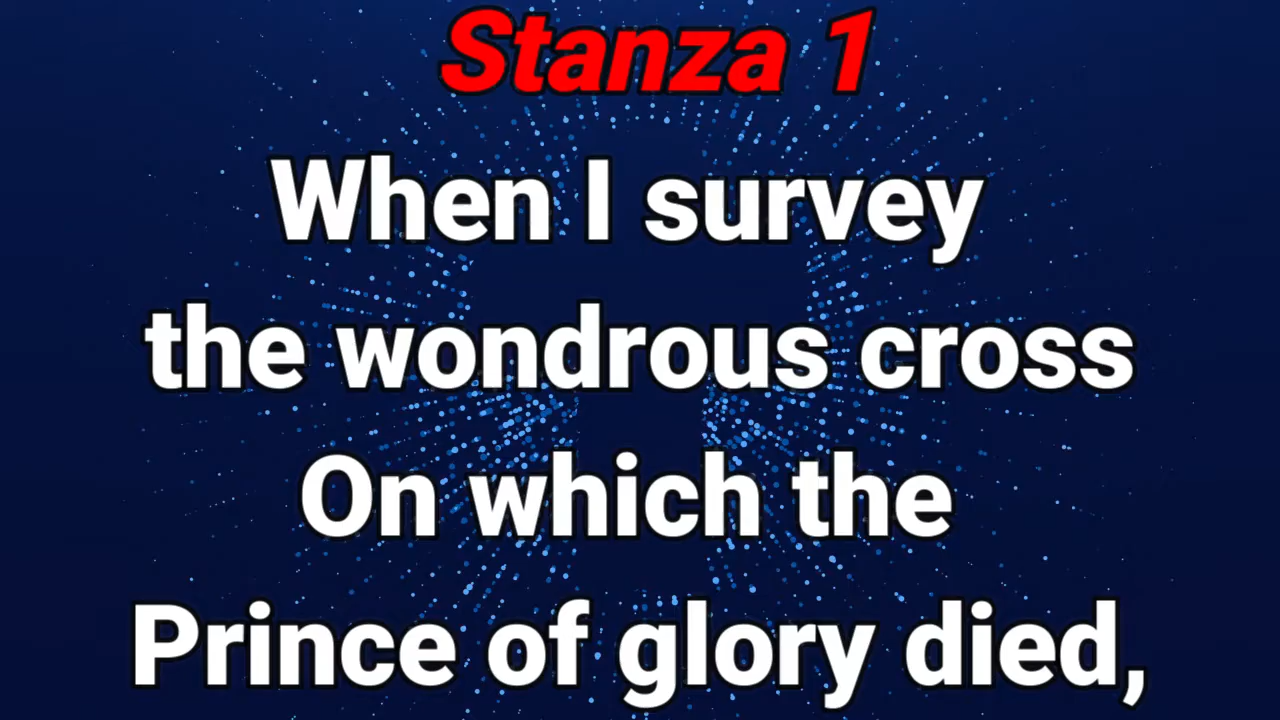 Stanza 1
When I survey
the wondrous cross
On which the
Prince of glory died,